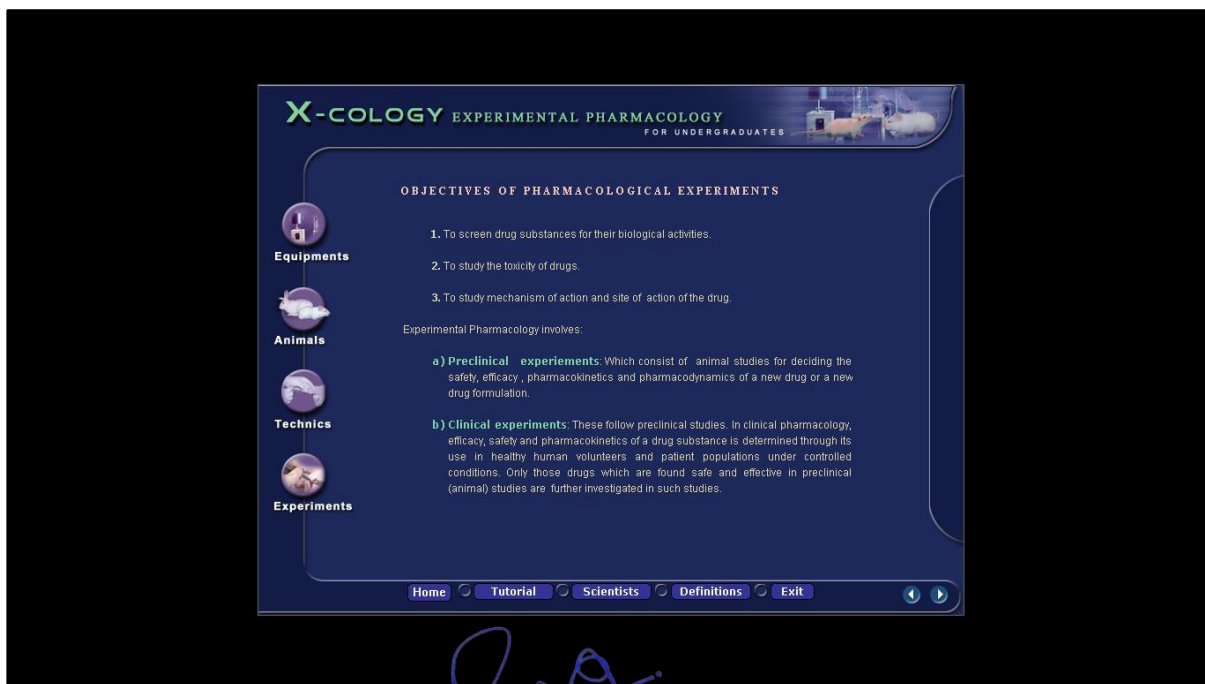 X-COLOGY EXPERIMENTAL PHARMACOLOGY
FOR UNDERGRADUATES
OBJECTIVES OF PHARMACOLOGICAL EXPERIMENTS
1. To screen drug substances for their biological activities.
2. To study the toxicity of drugs.
3. To study mechanism of action and site of action of the drug.
Experimental Pharmacology involves:
a) Preclinical experiements: Which consist of animal studies for deciding the
safety, efficacy , pharmacokinetics and pharmacodynamics of a new drug or a new
drug formulation.
b) Clinical experiments: These follow preclinical studies. In clinical pharmacology,
efficacy, safety and pharmacokinetics of a drug substance is determined through its
use in healthy human volunteers and patient populations under controlled
conditions. Only those drugs which are found safe and effective in preclinical
(animal) studies are further investigated in such studies.
Equipments
Animals
Technics
Experiments
Home Tutorial Scientists Definitions Exit